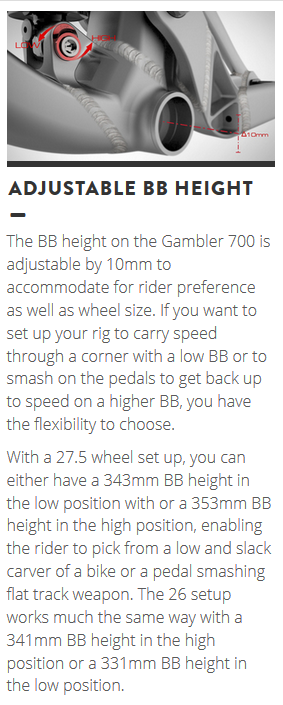 LOW
HIGH
Δ10mm
ADJUSTABLE BB HEIGHT
The BB height on the Gambler 700 is
adjustable by 10mm to
accommodate for rider preference
as well as wheel size. If you want to
set up your rig to carry speed
through a corner with a low BB or to
smash on the pedals to get back up
to speed on a higher BB, you have
the flexibility to choose.
With a 27.5 wheel set up, you can
either have a 343mm BB height in
the low position with or a 353mm BB
height in the high position, enabling
the rider to pick from a low and slack
carver of a bike or a pedal smashing
flat track weapon. The 26 setup
works much the same way with a
341mm BB height in the high
position or a 331mm BB height in
the low position.